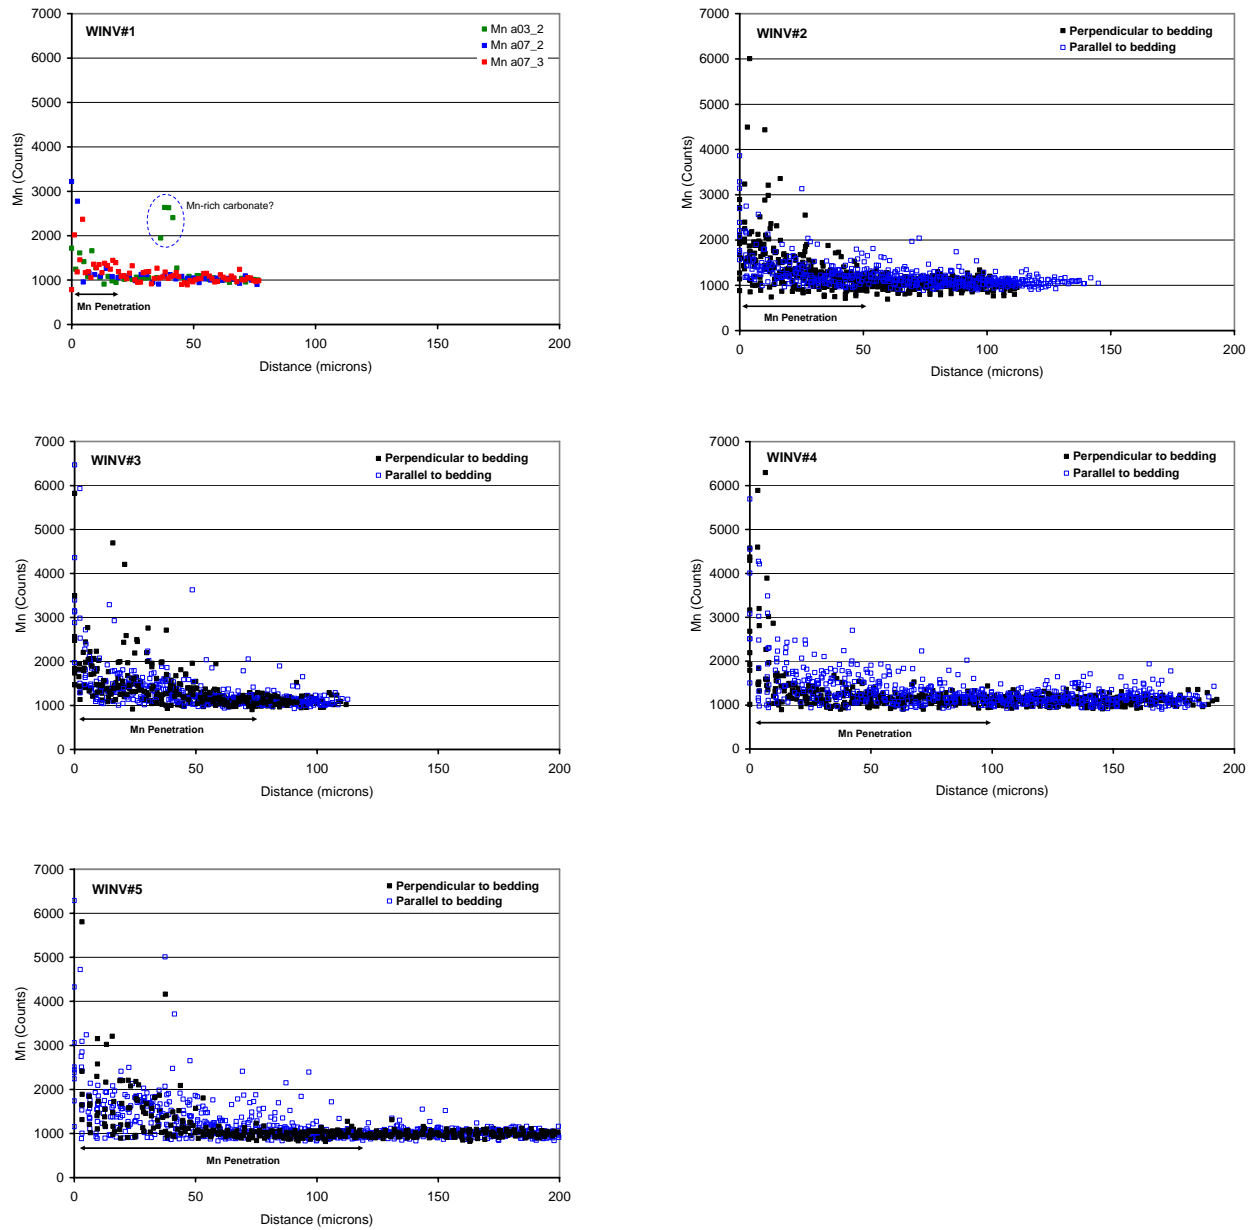 WINV#1
Mn a03_2
Mn a07_2
Mn a07_3
7000
6000
5000
4000
3000
2000
1000
0
Mn (Counts)
Mn-rich carbonate?
Mn Penetration
0 50 100 150 200
Distance (microns)
WINV#2
Perpendicular to bedding
Parallel to bedding
7000
6000
5000
4000
3000
2000
1000
0
Mn (Counts)
Mn Penetration
0 50 100 150 200
Distance (microns)
WINV#3
Perpendicular to bedding
Parallel to bedding
7000
6000
5000
4000
3000
2000
1000
0
Mn (Counts)
Mn Penetration
0 50 100 150 200
Distance (microns)
WINV#4
Perpendicular to bedding
Parallel to bedding
7000
6000
5000
4000
3000
2000
1000
0
Mn (Counts)
Mn Penetration
0 50 100 150 200
Distance (microns)
WINV#5
Perpendicular to bedding
Parallel to bedding
7000
6000
5000
4000
3000
2000
1000
0
Mn (Counts)
Mn Penetration
0 50 100 150 200
Distance (microns)